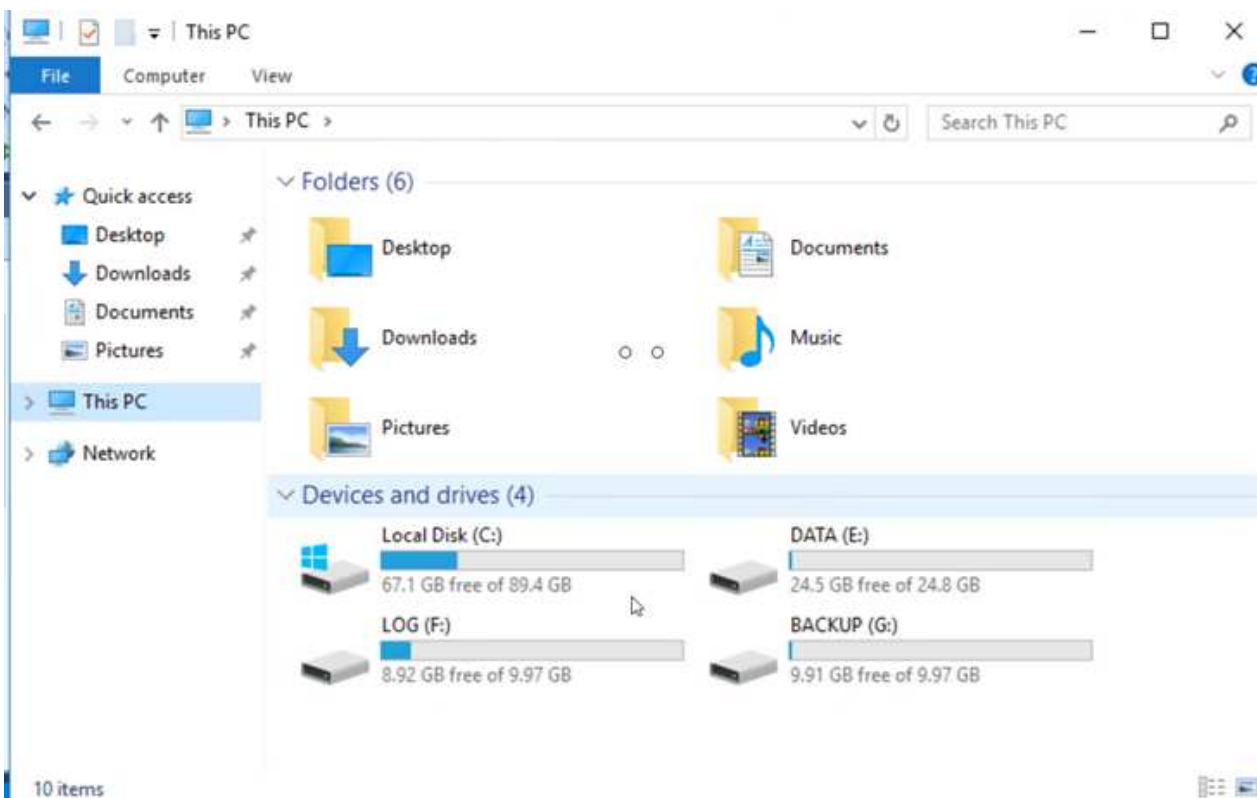 This PC
File Computer View
This PC
Search This PC
Quick access
Desktop
Downloads
Documents
Pictures
This PC
Network
Folders (6)
Desktop
Documents
Downloads
Music
Pictures
Videos
Devices and drives (4)
Local Disk (C:)
67.1 GB free of 89.4 GB
DATA (E:)
24.5 GB free of 24.8 GB
LOG (F:)
8.92 GB free of 9.97 GB
BACKUP (G:)
9.91 GB free of 9.97 GB
10 items